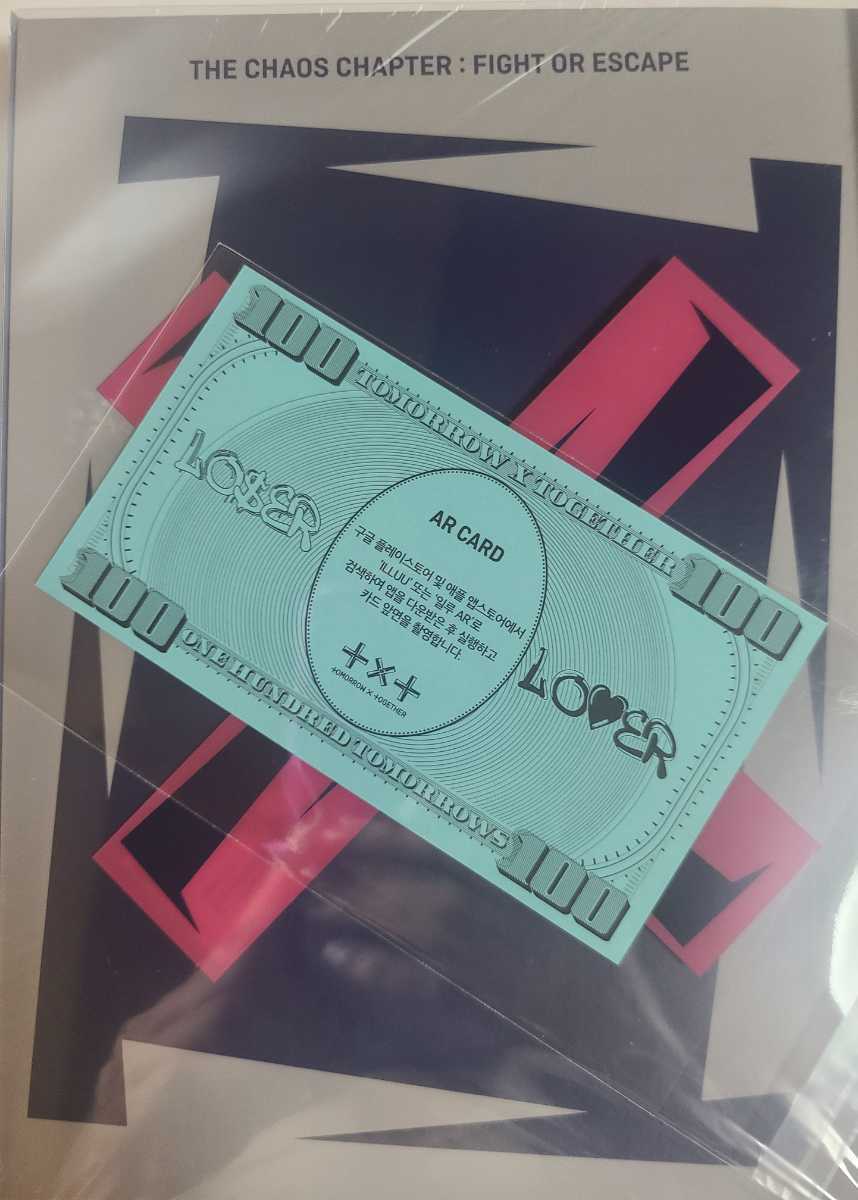 THE CHAOS CHAPTER : FIGHT OR ESCAPE
100
TOMORROW X TOGETHER
100
LO$ER
AR CARD
구글 플레이스토어 및 애플 앱스토어에서
'ILLUU' 또는 '일루 AR'로
검색하여 앱을 다운받은 후 실행하고
카드 앞면을 촬영합니다.
TOMORROW X TOGETHER
LO♥ER
100
ONE HUNDRED TOMORROWS
100